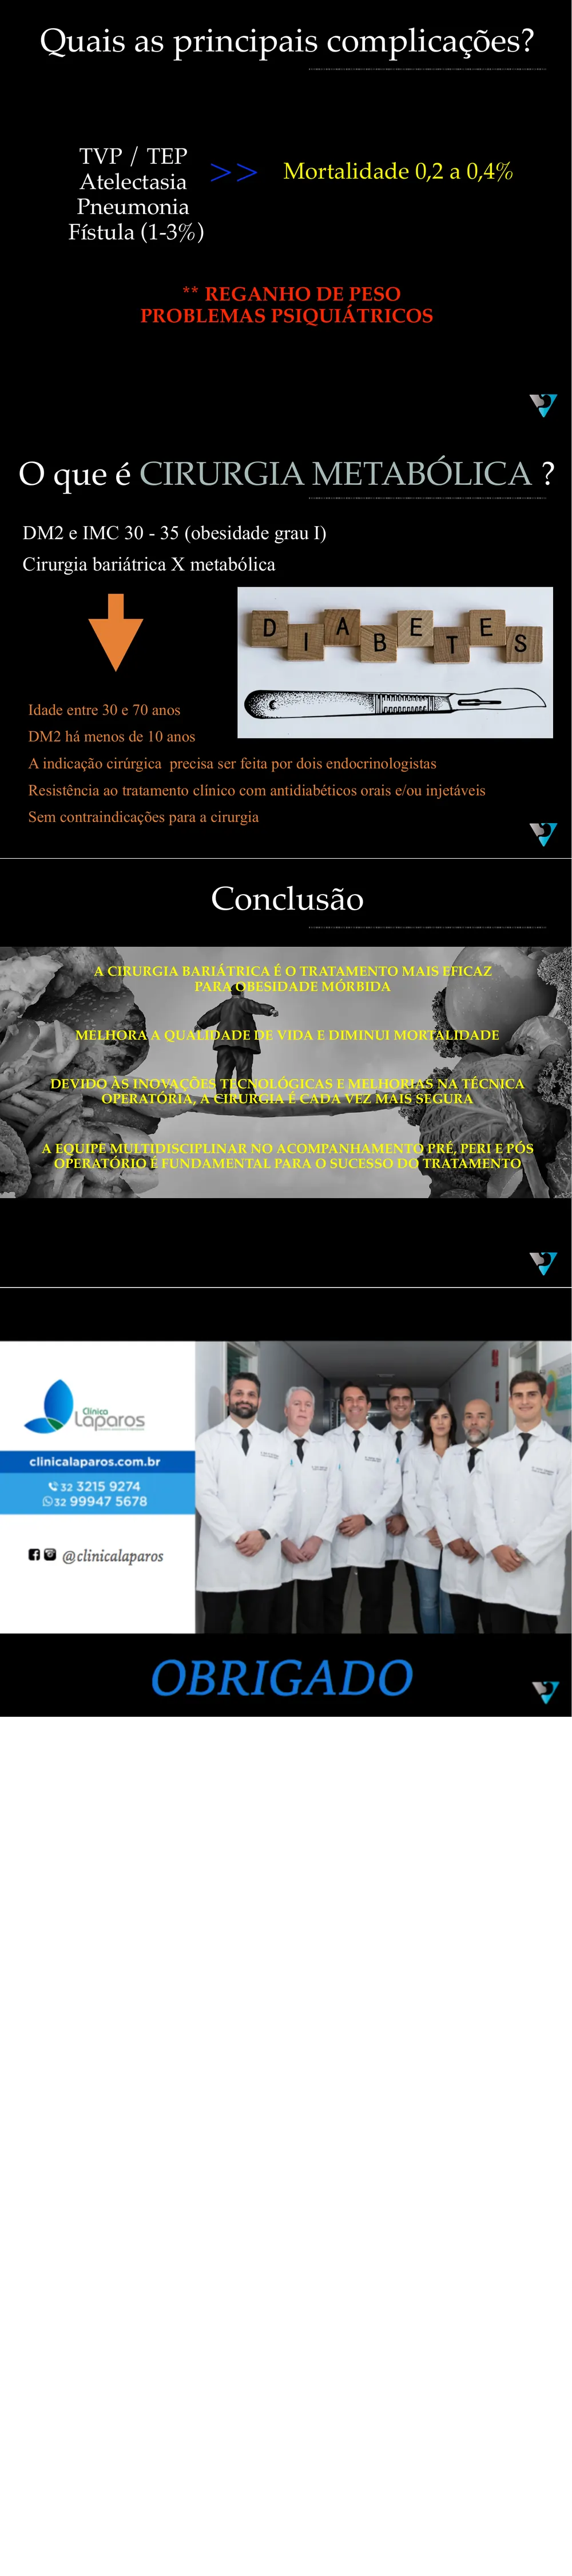 Quais as principais complicações?
TVP / TEP
Atelectasia
Pneumonia
Fístula (1-3%)
>>
Mortalidade 0,2 a 0,4%
** REGANHO DE PESO
PROBLEMAS PSIQUIÁTRICOS
O que é CIRURGIA METABÓLICA ?
DM2 e IMC 30 - 35 (obesidade grau I)
Cirurgia bariátrica X metabólica
DIABETES
Idade entre 30 e 70 anos
DM2 há menos de 10 anos
A indicação cirúrgica  precisa ser feita por dois endocrinologistas
Resistência ao tratamento clínico com antidiabéticos orais e/ou injetáveis
Sem contraindicações para a cirurgia
Conclusão
A CIRURGIA BARIÁTRICA É O TRATAMENTO MAIS EFICAZ
PARA OBESIDADE MÓRBIDA
MELHORA A QUALIDADE DE VIDA E DIMINUI MORTALIDADE
DEVIDO ÀS INOVAÇÕES TECNOLÓGICAS E MELHORIAS NA TÉCNICA
OPERATÓRIA, A CIRURGIA É CADA VEZ MAIS SEGURA
A EQUIPE MULTIDISCIPLINAR NO ACOMPANHAMENTO PRÉ, PERI E PÓS
OPERATÓRIO É FUNDAMENTAL PARA O SUCESSO DO TRATAMENTO
Clínica
Laparos
clinicalaparos.com.br
32 3215 9274
32 99947 5678
@clinicalaparos
OBRIGADO